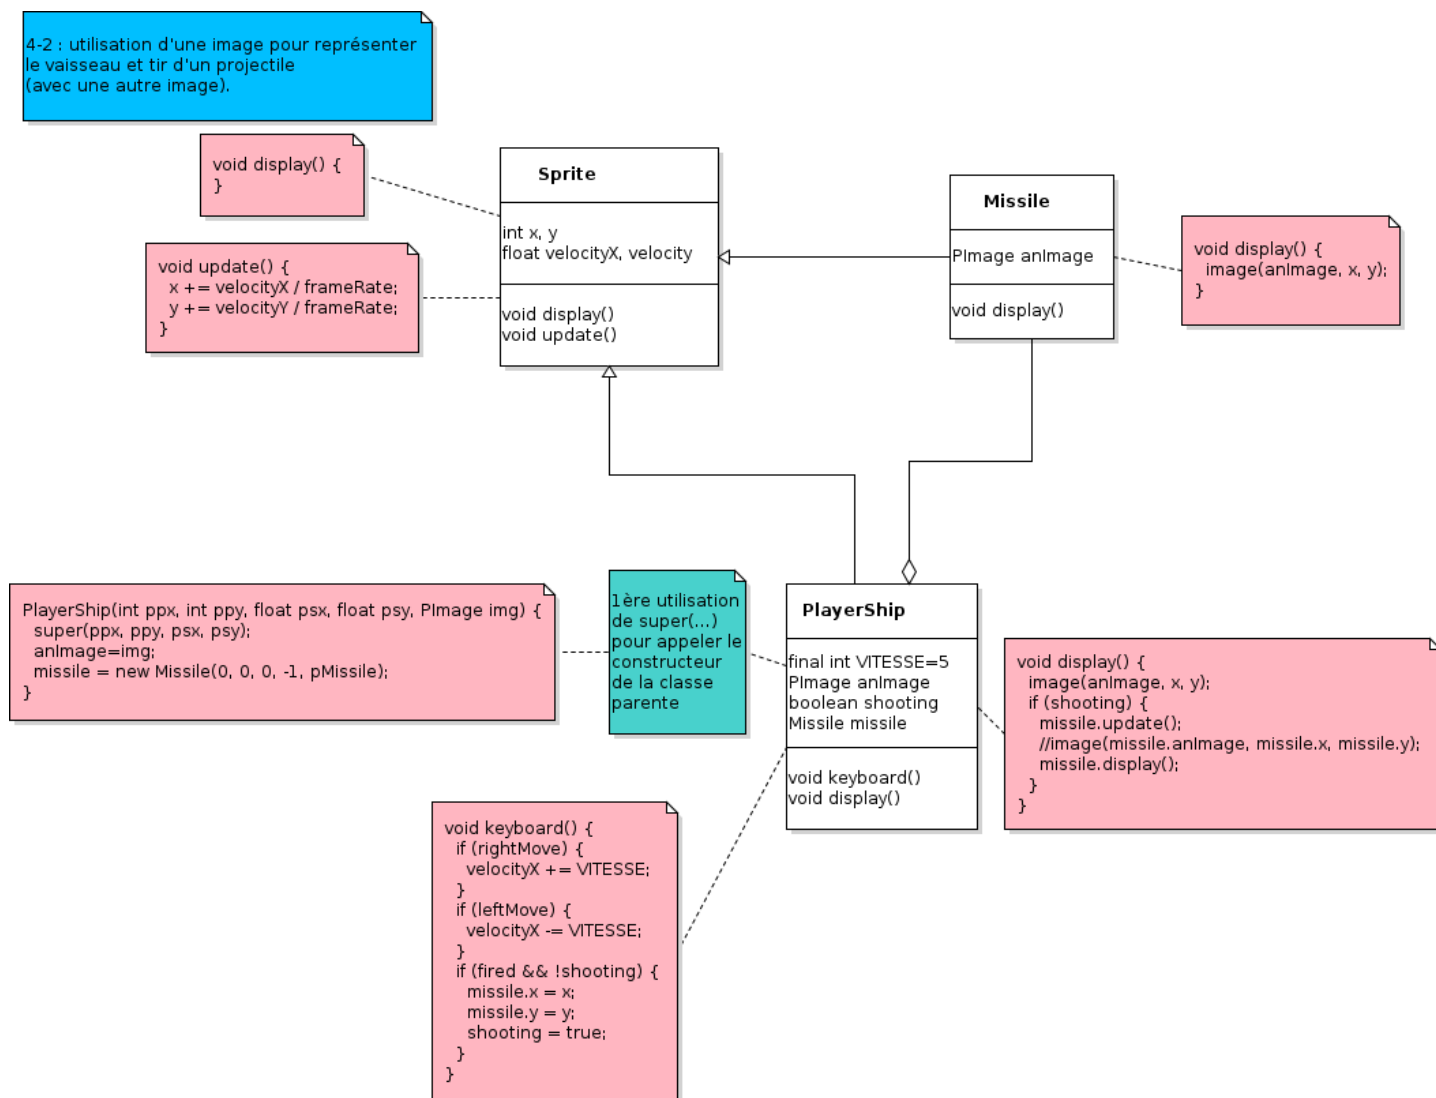 4-2 : utilisation d'une image pour représenter
le vaisseau et tir d'un projectile
(avec une autre image).
void display() {
}
void update() {
x += velocityX / frameRate;
y += velocityY / frameRate;
}
Sprite
int x, y
float velocityX, velocity
void display()
void update()
Missile
PImage anImage
void display()
void display() {
image(anImage, x, y);
}
PlayerShip(int ppx, int ppy, float psx, float psy, PImage img) {
super(ppx, ppy, psx, psy);
anImage=img;
missile = new Missile(0, 0, 0, -1, pMissile);
}
1ère utilisation
de super(...)
pour appeler le
constructeur
de la classe
parente
PlayerShip
final int VITESSE=5
PImage anImage
boolean shooting
Missile missile
void keyboard()
void display()
void display() {
image(anImage, x, y);
if (shooting) {
missile.update();
//image(missile.anImage, missile.x, missile.y);
missile.display();
}
}
void keyboard() {
if (rightMove) {
velocityX += VITESSE;
}
if (leftMove) {
velocityX -= VITESSE;
}
if (fired && !shooting) {
missile.x = x;
missile.y = y;
shooting = true;
}
}